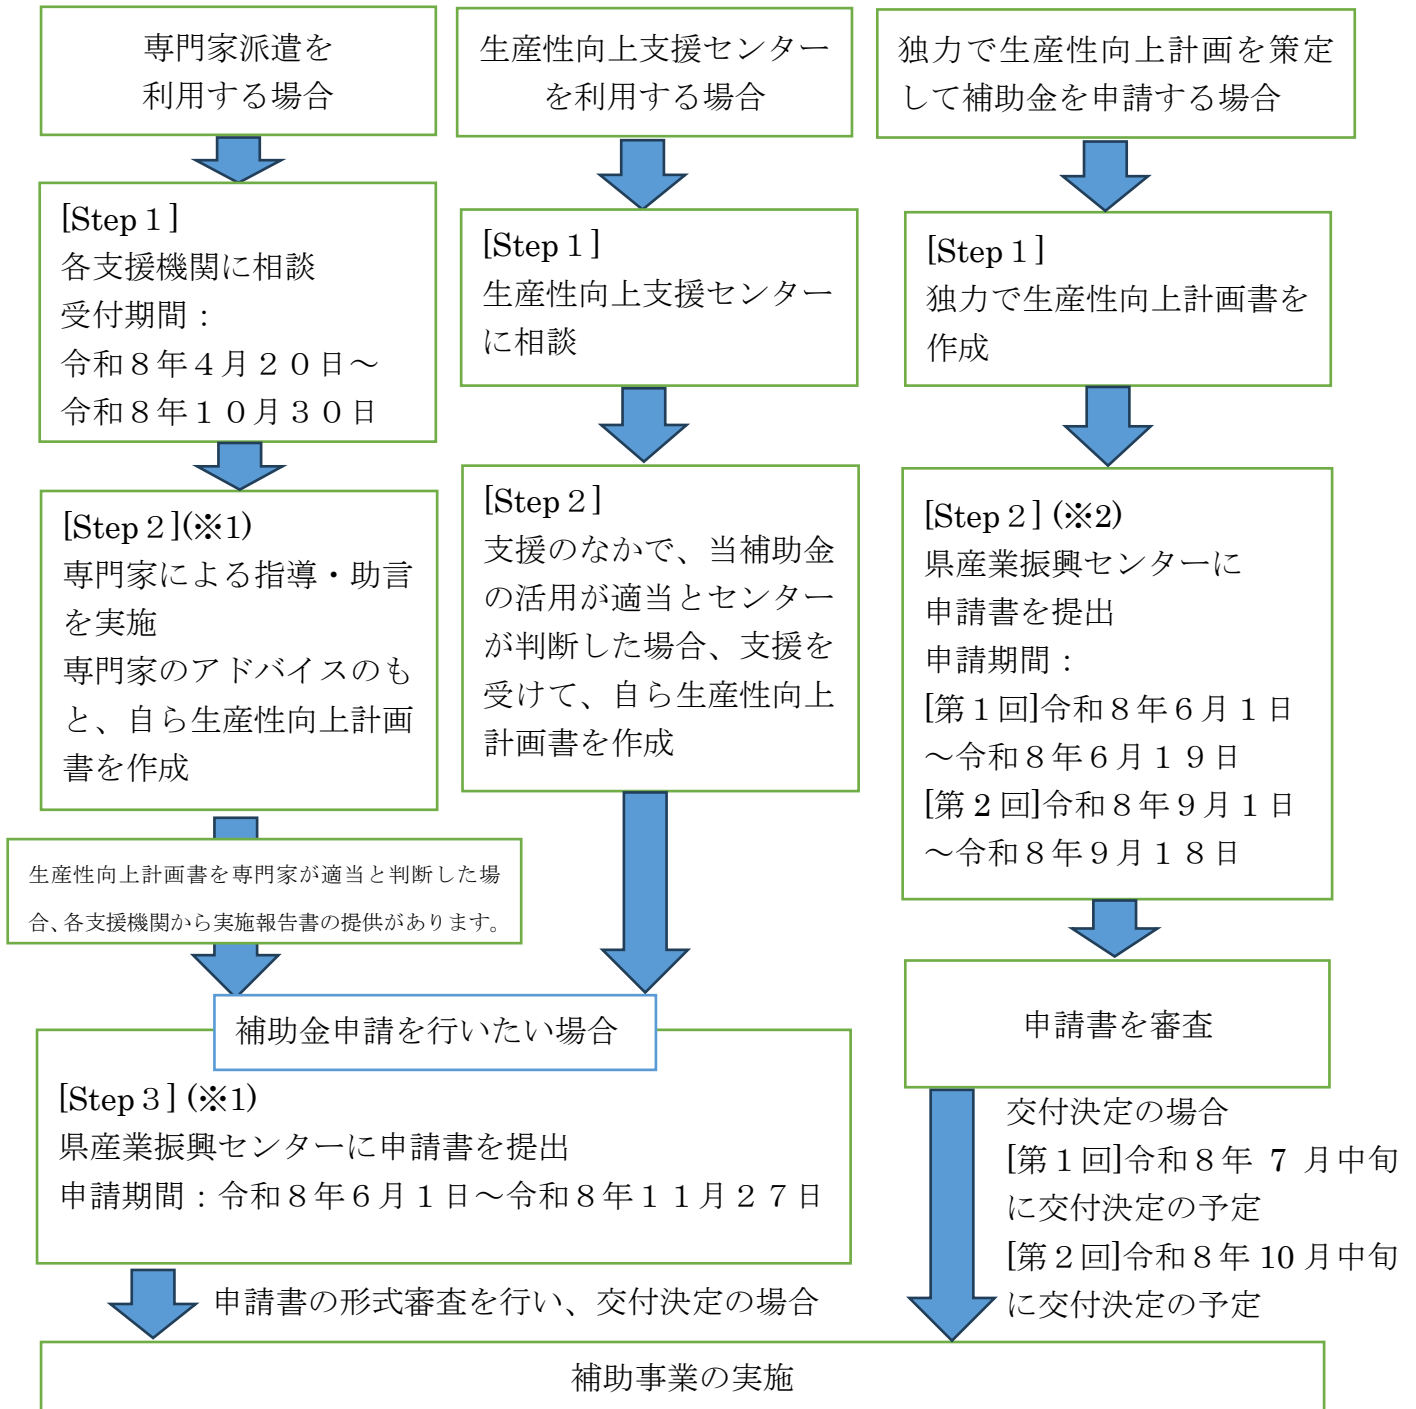 専門家派遣を
利用する場合
[Step１]
各支援機関に相談
受付期間：
令和８年４月２０日～
令和８年１０月３０日
[Step２](※1)
専門家による指導・助言
を実施
専門家のアドバイスのも
と、自ら生産性向上計画
書を作成
生産性向上計画書を専門家が適当と判断した場
合、各支援機関から実施報告書の提供があります。
生産性向上支援センター
を利用する場合
[Step１]
生産性向上支援センター
に相談
[Step２]
支援のなかで、当補助金
の活用が適当とセンター
が判断した場合、支援を
受けて、自ら生産性向上
計画書を作成
補助金申請を行いたい場合
[Step３] (※1)
県産業振興センターに申請書を提出
申請期間：令和８年６月１日～令和８年１１月２７日
申請書の形式審査を行い、交付決定の場合
独力で生産性向上計画を策定
して補助金を申請する場合
[Step１]
独力で生産性向上計画書を
作成
[Step２] (※2)
県産業振興センターに
申請書を提出
申請期間：
[第１回]令和８年６月１日
～令和８年６月１９日
[第２回]令和８年９月１日
～令和８年９月１８日
申請書を審査
交付決定の場合
[第１回]令和８年 7 月中旬
に交付決定の予定
[第２回]令和８年 10 月中旬
に交付決定の予定
補助事業の実施